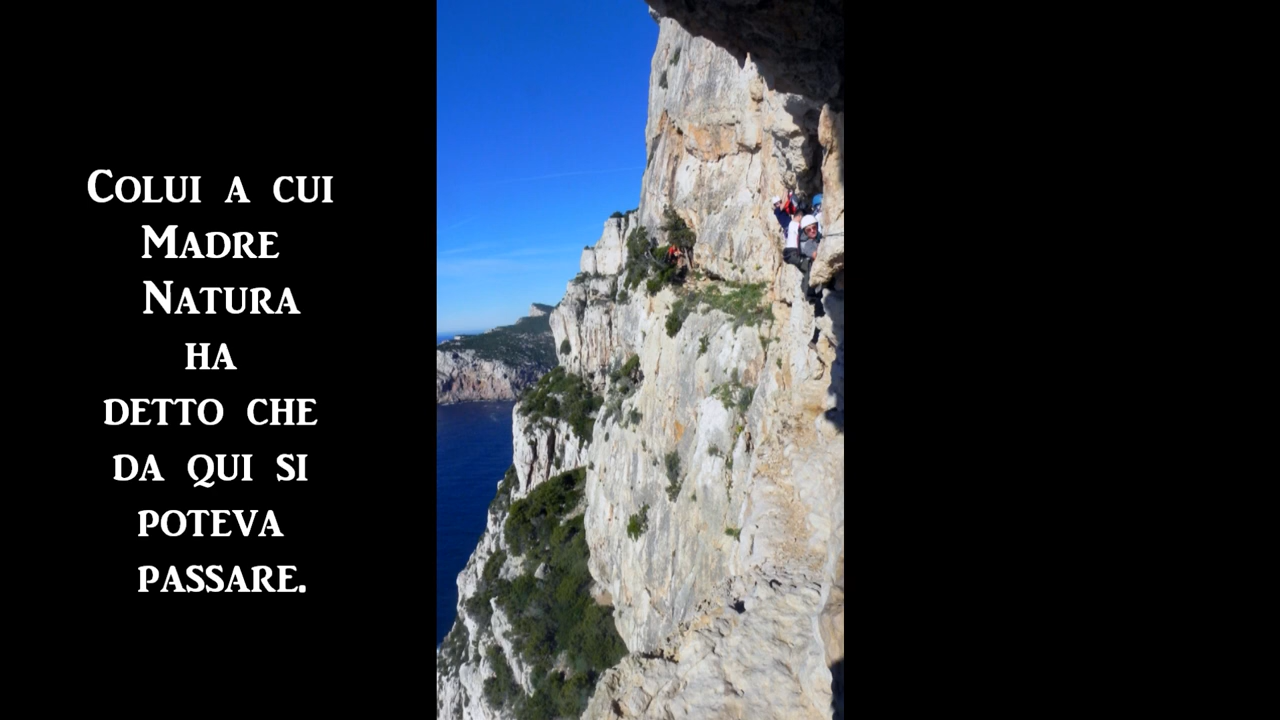 Colui a cui
Madre
Natura
ha
detto che
da qui si
poteva
passare.